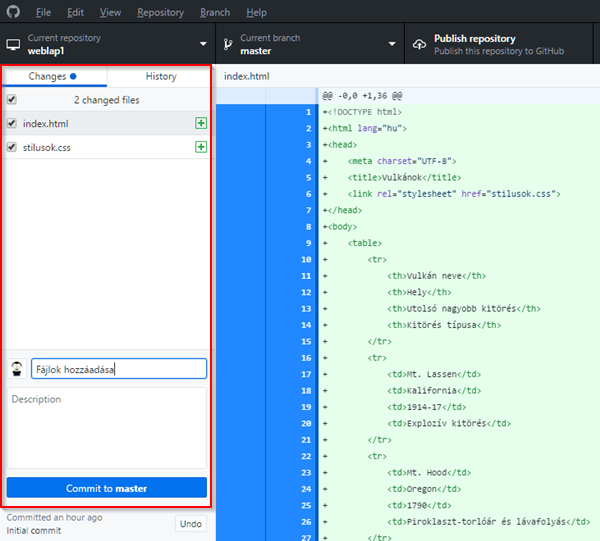 File Edit View Repository Branch Help
Current repository
weblap1
Current branch
master
Publish repository
Publish this repository to GitHub
Changes History
2 changed files
index.html
stilusok.css
Fájlok hozzáadása
Description
Commit to master
Committed an hour ago
Initial commit
Undo
index.html
@@ -0,0 +1,36 @@
1 +<!DOCTYPE html>
2 +<html lang="hu">
3 +<head>
4 + <meta charset="UTF-8">
5 + <title>Vulkánok</title>
6 + <link rel="stylesheet" href="stilusok.css">
7 +</head>
8 +<body>
9 + <table>
10 + <tr>
11 + <th>Vulkán neve</th>
12 + <th>Hely</th>
13 + <th>Utolsó nagyobb kitörés</th>
14 + <th>Kitörés típusa</th>
15 + </tr>
16 + <tr>
17 + <td>Mt. Lassen</td>
18 + <td>Kalifornia</td>
19 + <td>1914-17</td>
20 + <td>Explozív kitörés</td>
21 + </tr>
22 + <tr>
23 + <td>Mt. Hood</td>
24 + <td>Oregon</td>
25 + <td>1790</td>
26 + <td>Piroklaszt-torlóár és lávafolyás</td>
27 + </tr>